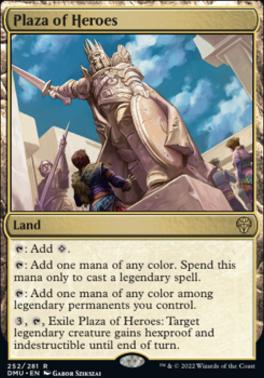 Plaza of Heroes
Land
: Add .
: Add one mana of any color. Spend this
mana only to cast a legendary spell.
: Add one mana of any color among
legendary permanents you control.
3, , Exile Plaza of Heroes: Target
legendary creature gains hexproof and
indestructible until end of turn.
252/281 R
DMU • EN Gabor Szikszai
™ & © 2022 Wizards of the Coast